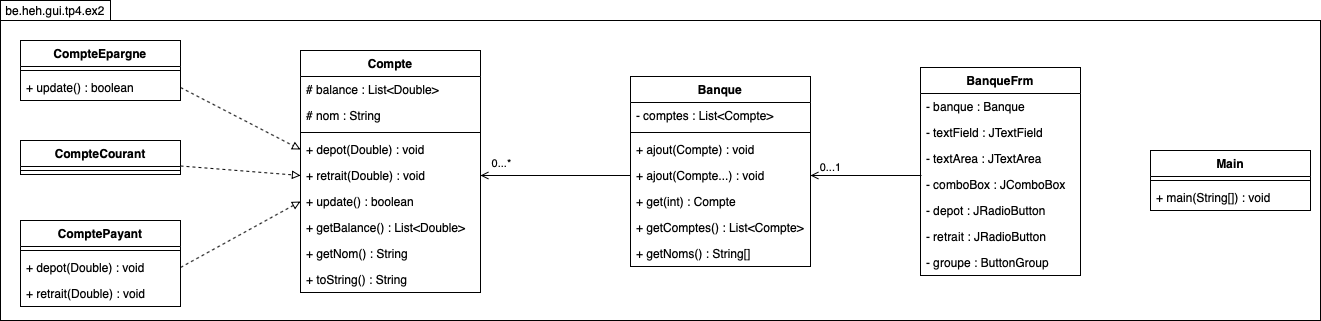 be.heh.gui.tp4.ex2
CompteEpargne
+ update() : boolean
CompteCourant
ComptePayant
+ depot(Double) : void
+ retrait(Double) : void
Compte
# balance : List<Double>
# nom : String
+ depot(Double) : void
+ retrait(Double) : void
+ update() : boolean
+ getBalance() : List<Double>
+ getNom() : String
+ toString() : String
0...*
Banque
- comptes : List<Compte>
+ ajout(Compte) : void
+ ajout(Compte...) : void
+ get(int) : Compte
+ getComptes() : List<Compte>
+ getNoms() : String[]
0...1
BanqueFrm
- banque : Banque
- textField : JTextField
- textArea : JTextArea
- comboBox : JComboBox
- depot : JRadioButton
- retrait : JRadioButton
- groupe : ButtonGroup
Main
+ main(String[]) : void